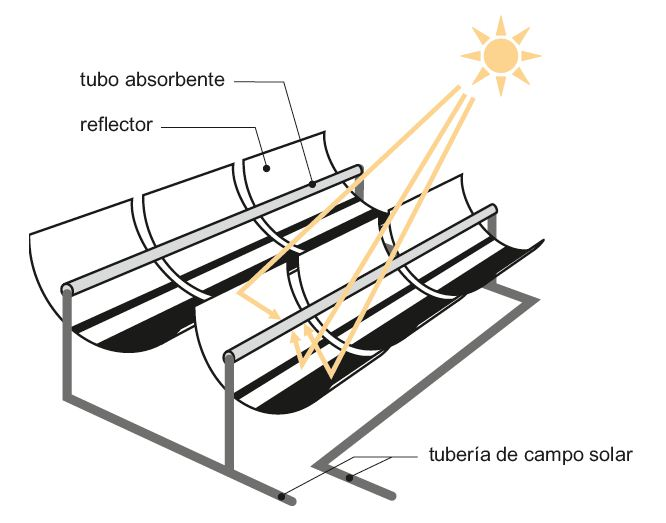 tubo absorbente
reflector
tubería de campo solar